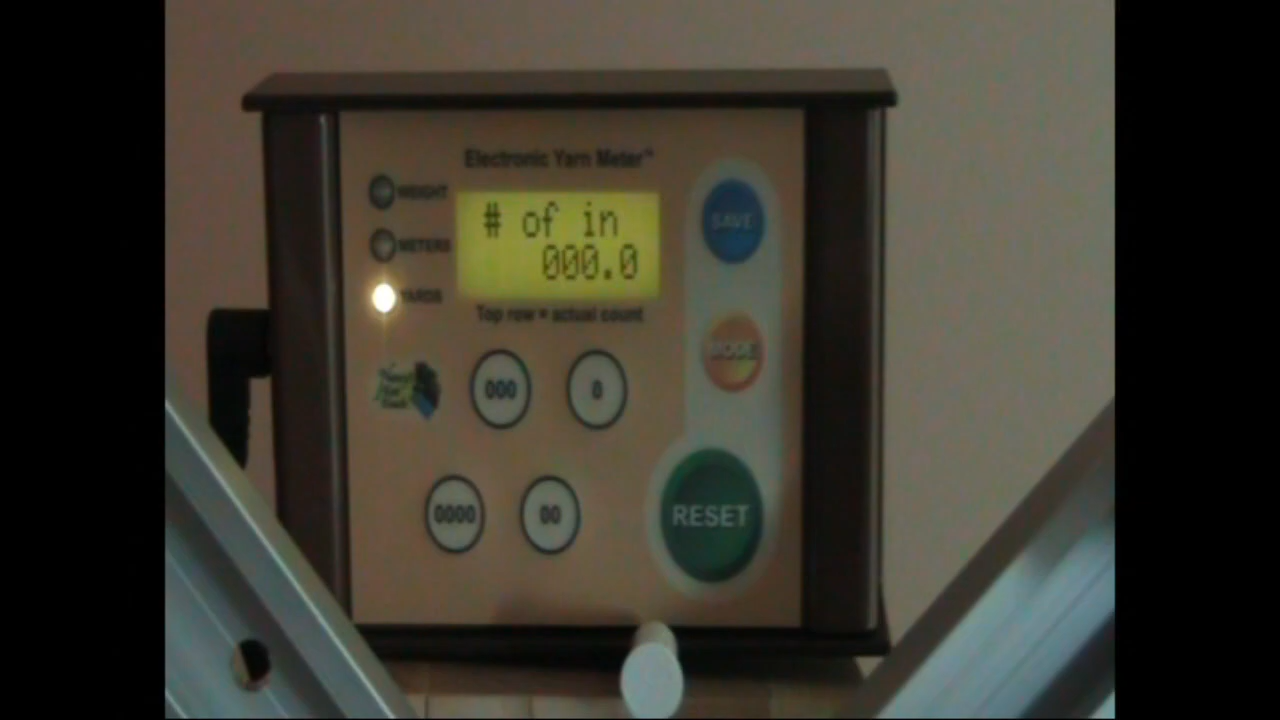 Electronic Yarn Meter™
WEIGHT
METERS
YARDS
# of in
000.0
Top row = actual count
SAVE
MODE
RESET
000
0
0000
00